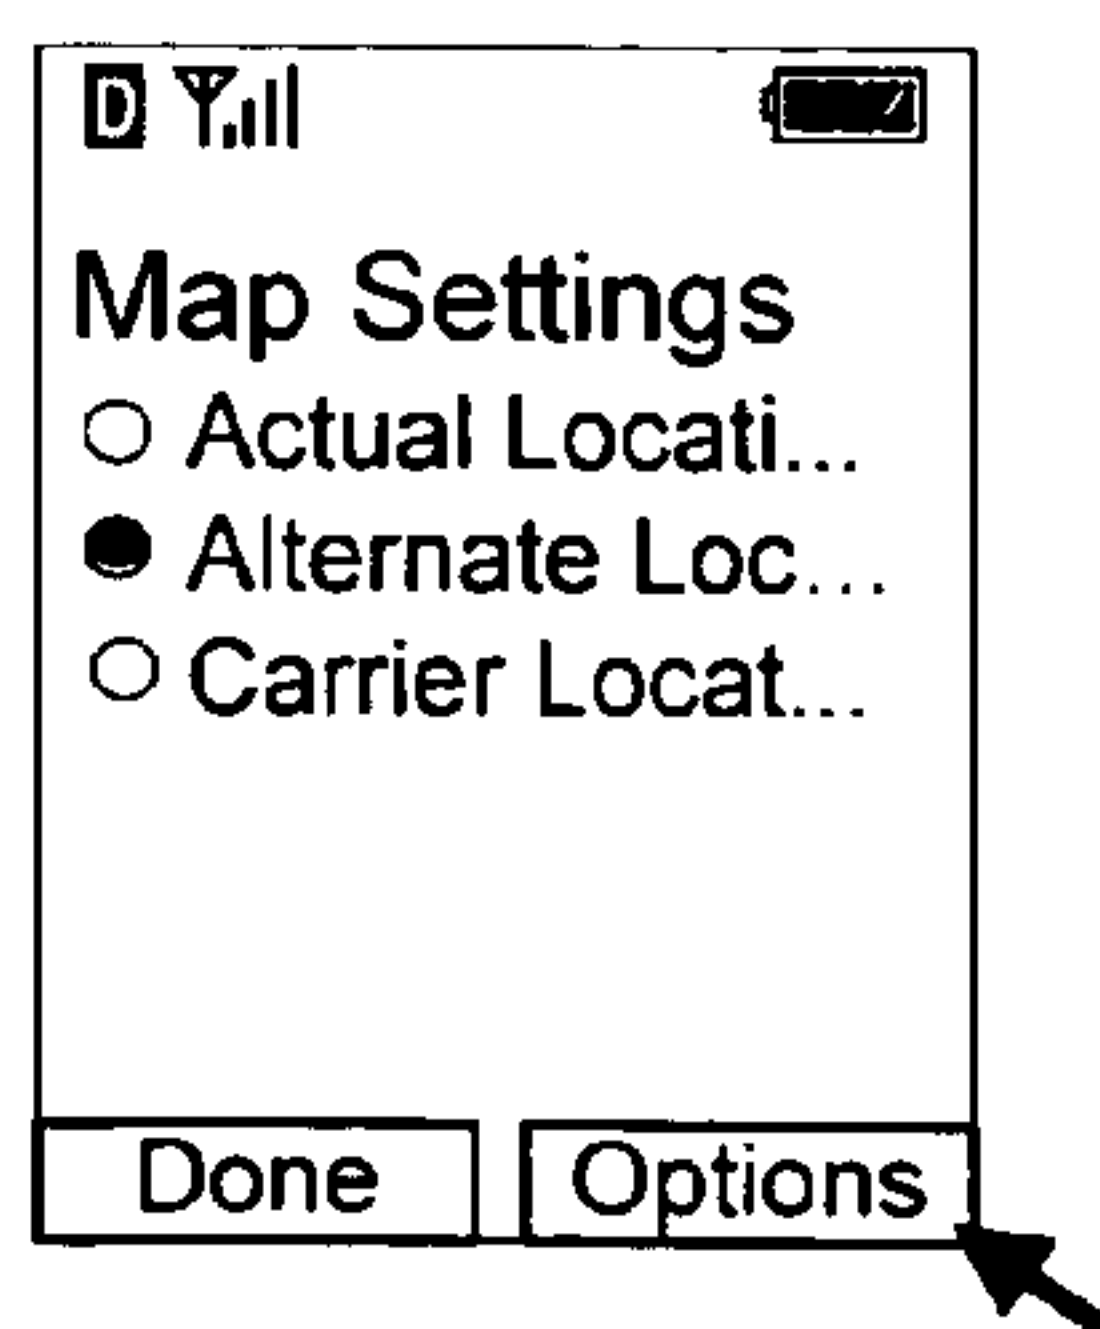 D
Map Settings
Actual Locati...
Alternate Loc...
Carrier Locat...
Done
Options